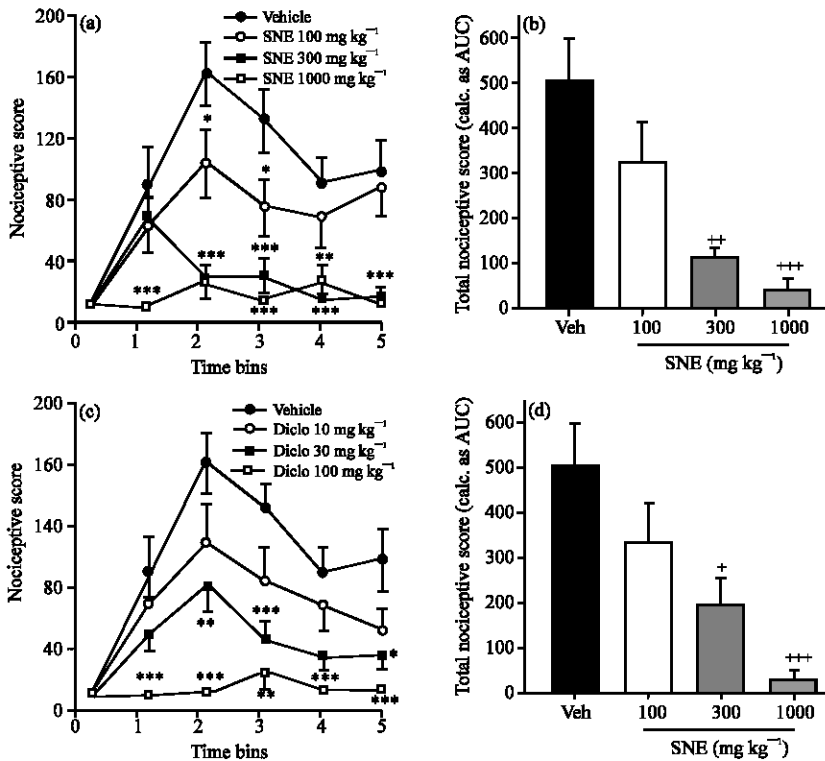 (a)
Vehicle
SNE 100 mg kg⁻¹
SNE 300 mg kg⁻¹
SNE 1000 mg kg⁻¹
Nociceptive score
200
160
120
80
40
0
*
*
***
***
***
**
***
***
***
0 1 2 3 4 5
Time bins
(b)
Total nociceptive score (calc. as AUC)
600
500
400
300
200
100
0
++
+++
Veh 100 300 1000
SNE (mg kg⁻¹)
(c)
Vehicle
Diclo 10 mg kg⁻¹
Diclo 30 mg kg⁻¹
Diclo 100 mg kg⁻¹
Nociceptive score
200
160
140
80
40
0
***
**
*
***
***
**
***
***
0 1 2 3 4 5
Time bins
(d)
Total nociceptive score (calc. as AUC)
600
500
400
300
200
100
0
+
+++
Veh 100 300 1000
SNE (mg kg⁻¹)